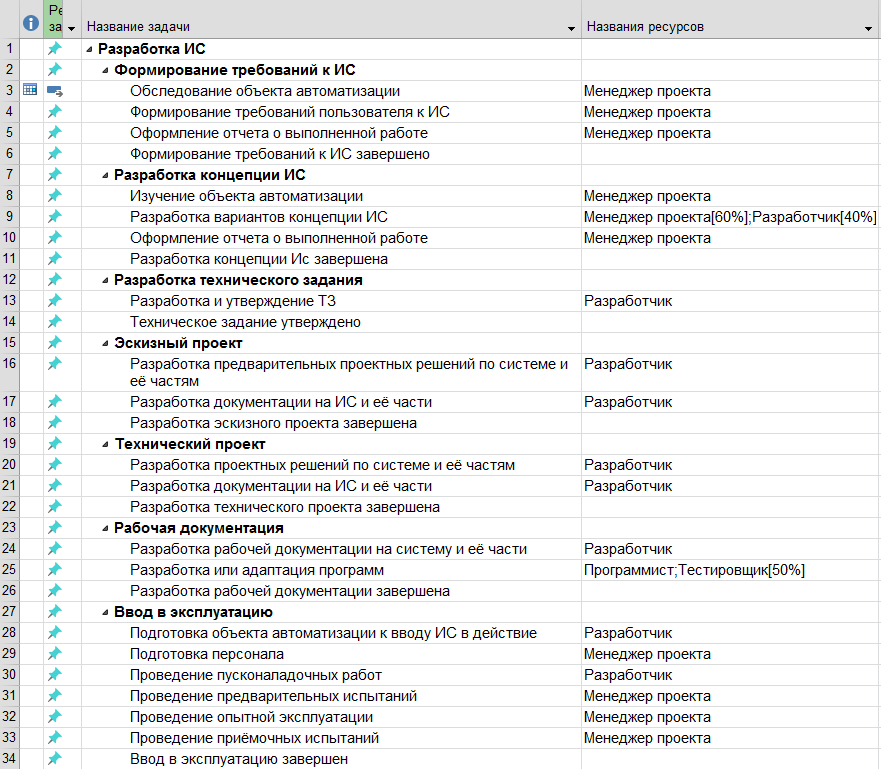 Ре
за
Название задачи Названия ресурсов
1 Разработка ИС
2 Формирование требований к ИС
3 Обследование объекта автоматизации Менеджер проекта
4 Формирование требований пользователя к ИС Менеджер проекта
5 Оформление отчета о выполненной работе Менеджер проекта
6 Формирование требований к ИС завершено
7 Разработка концепции ИС
8 Изучение объекта автоматизации Менеджер проекта
9 Разработка вариантов концепции ИС Менеджер проекта[60%];Разработчик[40%]
10 Оформление отчета о выполненной работе Менеджер проекта
11 Разработка концепции Ис завершена
12 Разработка технического задания
13 Разработка и утверждение ТЗ Разработчик
14 Техническое задание утверждено
15 Эскизный проект
16 Разработка предварительных проектных решений по системе и Разработчик
её частям
17 Разработка документации на ИС и её части Разработчик
18 Разработка эскизного проекта завершена
19 Технический проект
20 Разработка проектных решений по системе и её частям Разработчик
21 Разработка документации на ИС и её части Разработчик
22 Разработка технического проекта завершена
23 Рабочая документация
24 Разработка рабочей документации на систему и её части Разработчик
25 Разработка или адаптация программ Программист;Тестировщик[50%]
26 Разработка рабочей документации завершена
27 Ввод в эксплуатацию
28 Подготовка объекта автоматизации к вводу ИС в действие Разработчик
29 Подготовка персонала Менеджер проекта
30 Проведение пусконаладочных работ Разработчик
31 Проведение предварительных испытаний Менеджер проекта
32 Проведение опытной эксплуатации Менеджер проекта
33 Проведение приёмочных испытаний Менеджер проекта
34 Ввод в эксплуатацию завершен